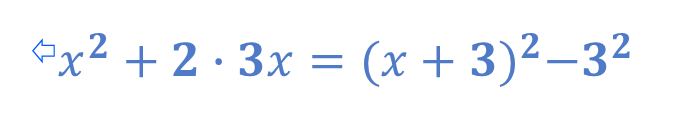 ⇦x² + 2 · 3x = (x + 3)²−3²